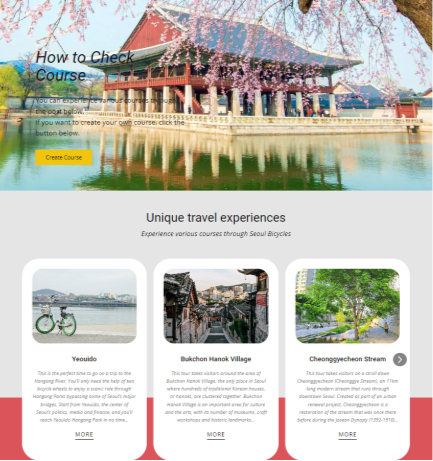 How to Check
Course
You can experience various courses through
the post below.
If you want to create your own course, click the
button below.
Create Course
Unique travel experiences
Experience various courses through Seoul Bicycles
Yeouido
This is the perfect time to go on a trip to the
Hangang River. You'll only need the help of two
bicycle wheels to enjoy a scenic ride through
Hangang Parks bypassing some of Seoul's major
bridges. Start from Yeouido, the center of
Seoul's politics, media and finance, and you'll
reach Yeouido Hangang Park in no time...
MORE
Bukchon Hanok Village
This tour takes visitors around the area of
Bukchon Hanok Village, the only place in Seoul
where hundreds of traditional Korean houses,
or hanoks, are clustered together. Bukchon
Hanok Village is an important area for culture
and the arts, with its number of museums, craft
workshops and historic landmarks...
MORE
Cheonggyecheon Stream
This tour takes visitors on a stroll down
Cheonggyecheon (Cheonggye Stream), an 11km
long modern stream that runs through
downtown Seoul. Created as part of an urban
renewal project, Cheonggyecheon is a
restoration of the stream that was once there
before during the Joseon Dynasty (1392-1910)...
MORE